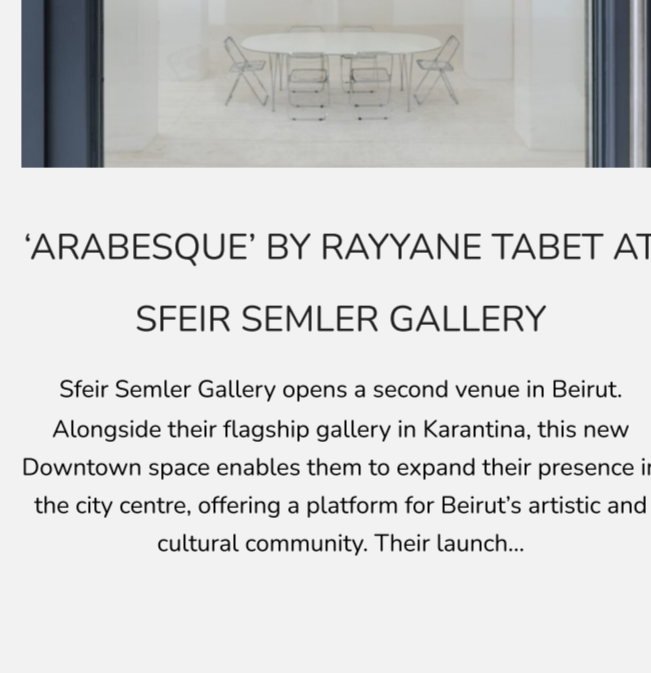 ‘ARABESQUE’ BY RAYYANE TABET AT
SFEIR SEMLER GALLERY
Sfeir Semler Gallery opens a second venue in Beirut.
Alongside their flagship gallery in Karantina, this new
Downtown space enables them to expand their presence in
the city centre, offering a platform for Beirut’s artistic and
cultural community. Their launch...